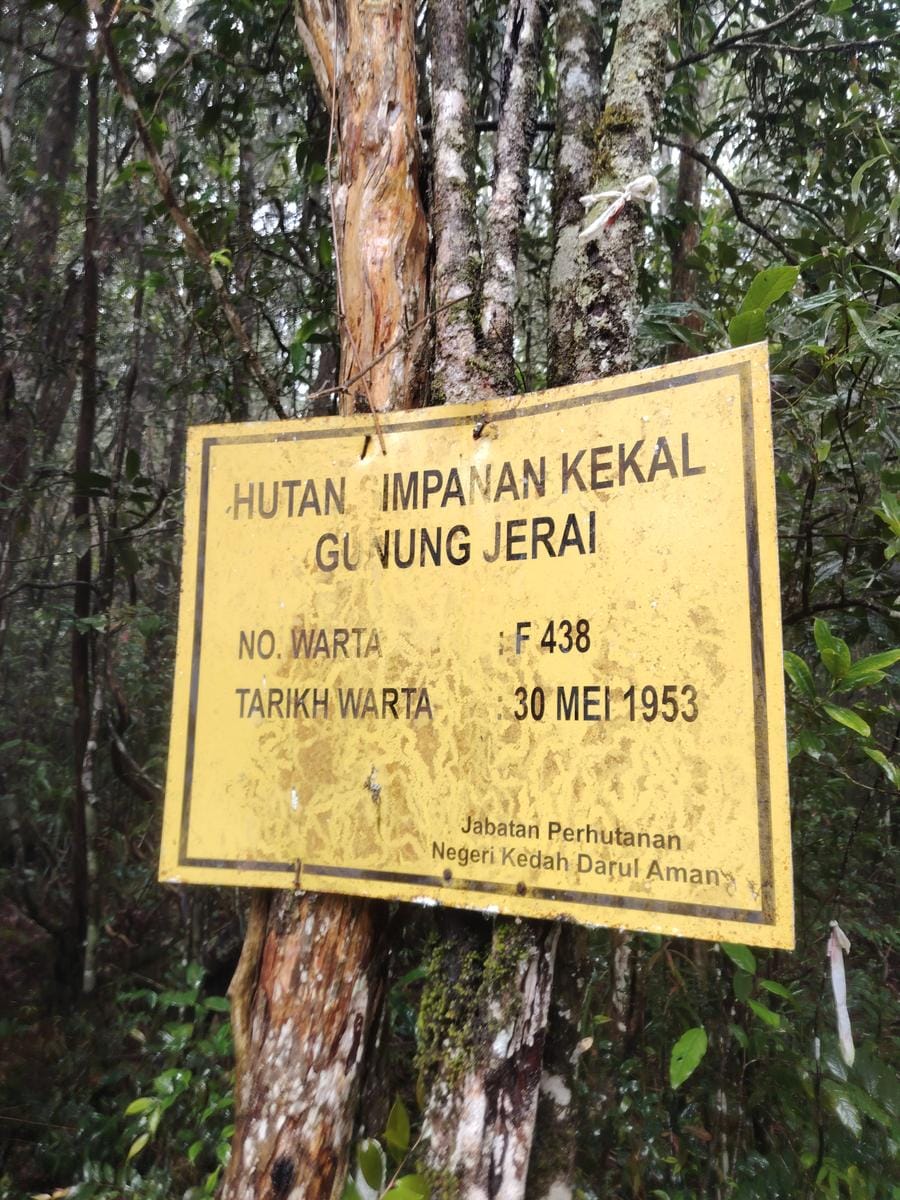 HUTAN SIMPANAN KEKAL
GUNUNG JERAI
NO. WARTA : F 438
TARIKH WARTA : 30 MEI 1953
Jabatan Perhutanan
Negeri Kedah Darul Aman